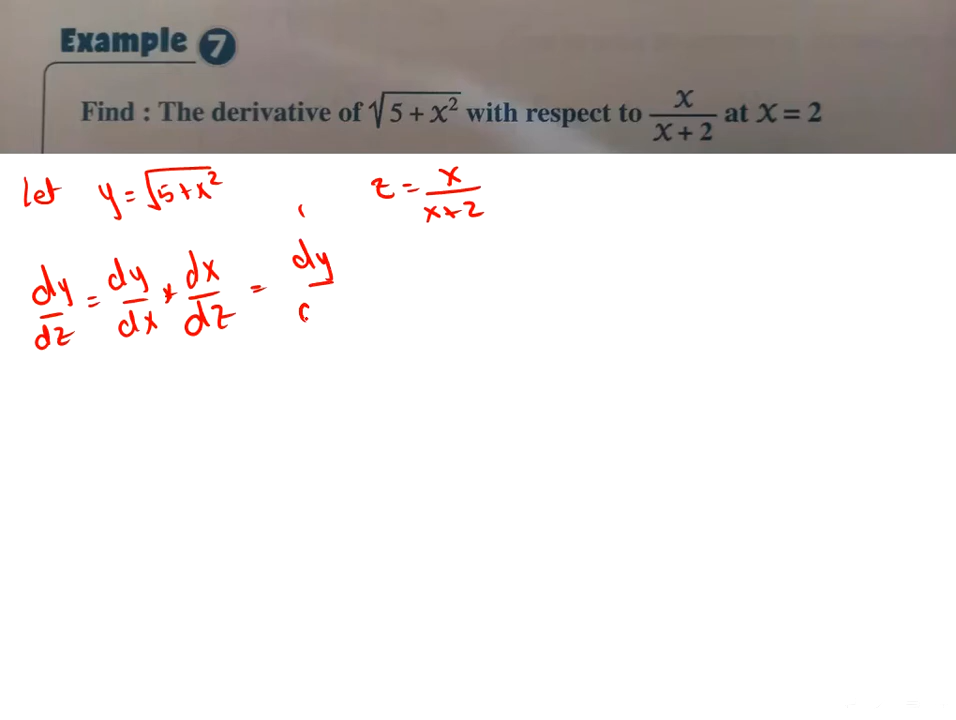 Example 7
Find : The derivative of √(5 + x²) with respect to x/(x + 2) at x = 2
Let y = √(5+x²) , z = x/(x+2)
dy/dz = dy/dx * dx/dz = dy/